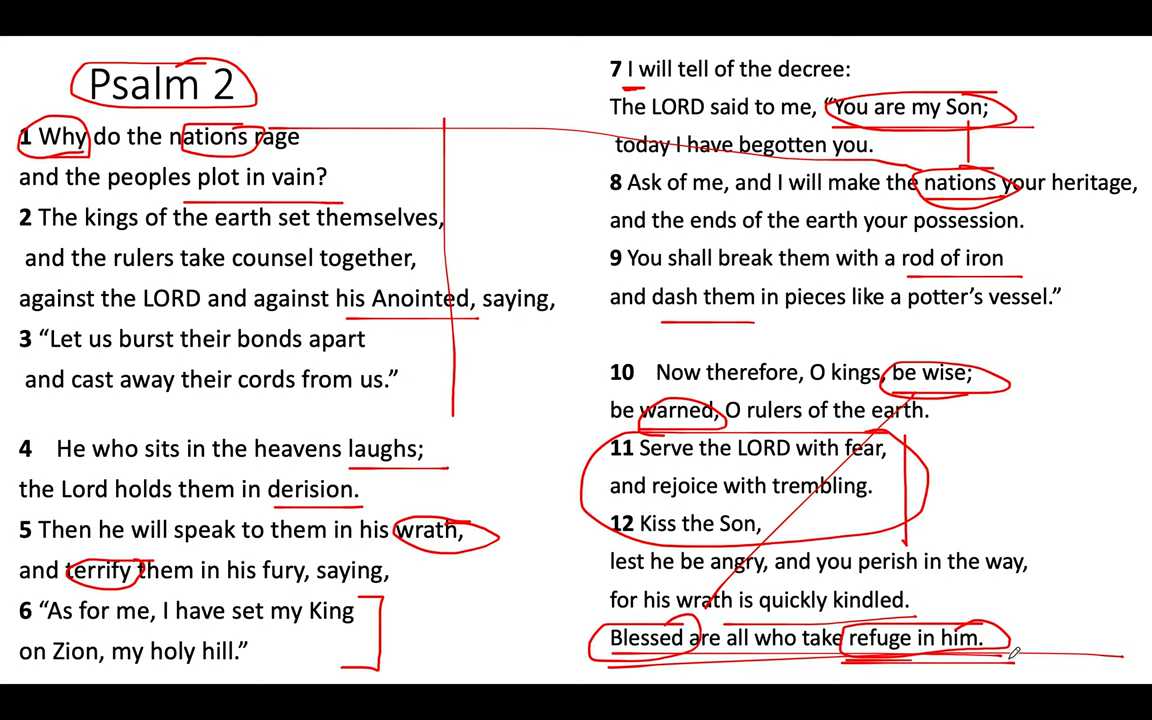 Psalm 2
1 Why do the nations rage
and the peoples plot in vain?
2 The kings of the earth set themselves,
and the rulers take counsel together,
against the LORD and against his Anointed, saying,
3 “Let us burst their bonds apart
and cast away their cords from us.”
4 He who sits in the heavens laughs;
the Lord holds them in derision.
5 Then he will speak to them in his wrath,
and terrify them in his fury, saying,
6 “As for me, I have set my King
on Zion, my holy hill.”
7 I will tell of the decree:
The LORD said to me, “You are my Son;
today I have begotten you.
8 Ask of me, and I will make the nations your heritage,
and the ends of the earth your possession.
9 You shall break them with a rod of iron
and dash them in pieces like a potter’s vessel.”
10 Now therefore, O kings, be wise;
be warned, O rulers of the earth.
11 Serve the LORD with fear,
and rejoice with trembling.
12 Kiss the Son,
lest he be angry, and you perish in the way,
for his wrath is quickly kindled.
Blessed are all who take refuge in him.